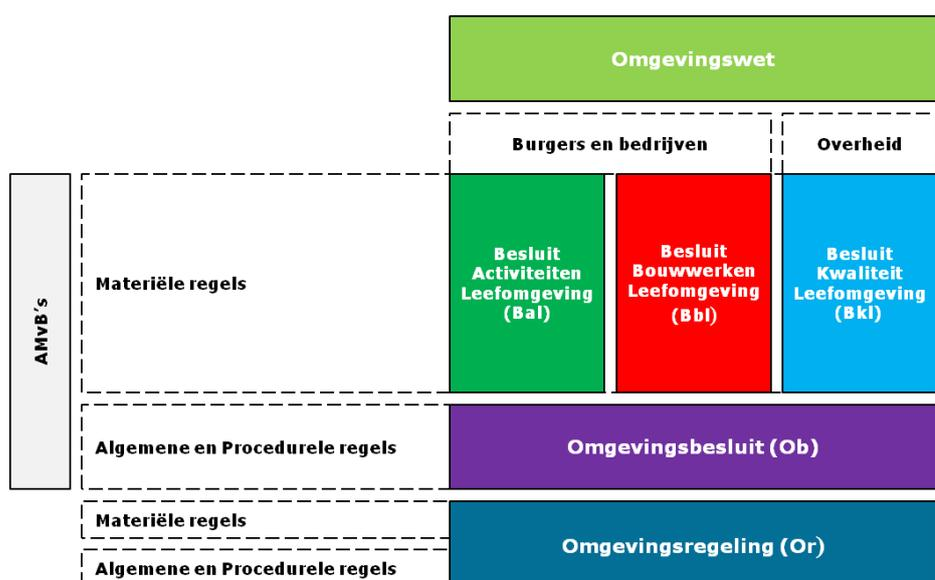 Omgevingswet
Burgers en bedrijven
Overheid
AMvB's
Materiële regels
Besluit
Activiteiten
Leefomgeving
(Bal)
Besluit
Bouwwerken
Leefomgeving
(Bbl)
Besluit
Kwaliteit
Leefomgeving
(Bkl)
Algemene en Procedurele regels
Omgevingsbesluit (Ob)
Materiële regels
Omgevingsregeling (Or)
Algemene en Procedurele regels